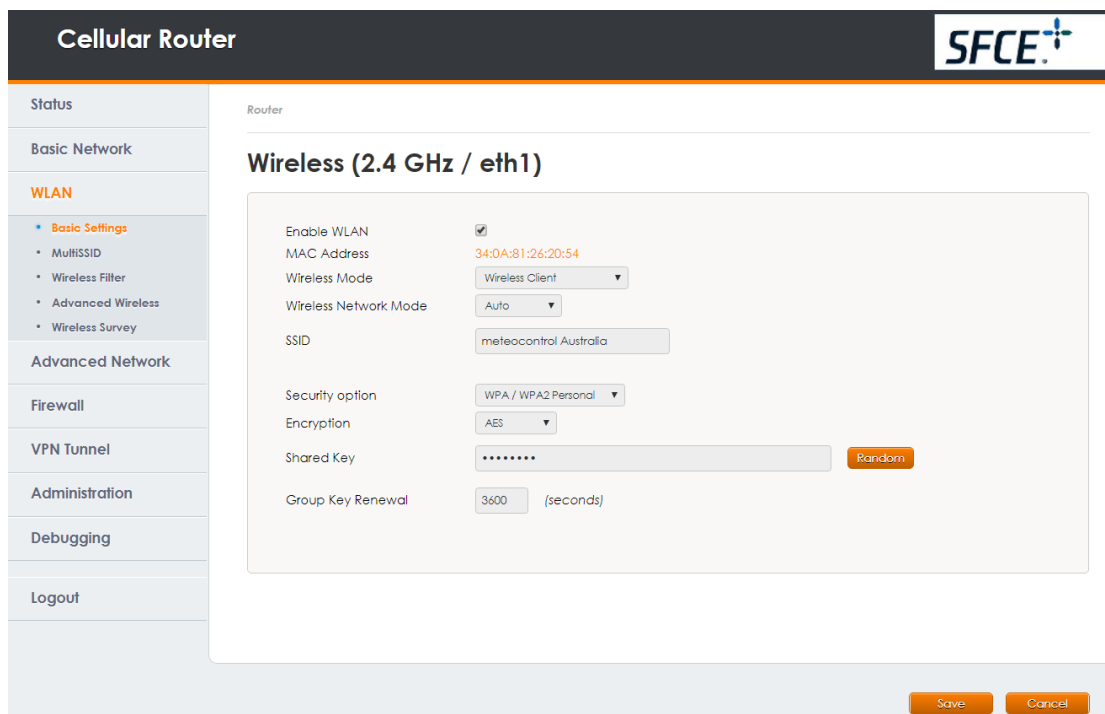 Cellular Router
SFCE
Status
Basic Network
WLAN
Basic Settings
MultiSSID
Wireless Filter
Advanced Wireless
Wireless Survey
Advanced Network
Firewall
VPN Tunnel
Administration
Debugging
Logout
Router
Wireless (2.4 GHz / eth1)
Enable WLAN
MAC Address 34:0A:81:26:20:54
Wireless Mode Wireless Client
Wireless Network Mode Auto
SSID meteocontrol Australia
Security option WPA / WPA2 Personal
Encryption AES
Shared Key •••••••• Random
Group Key Renewal 3600 (seconds)
Save Cancel